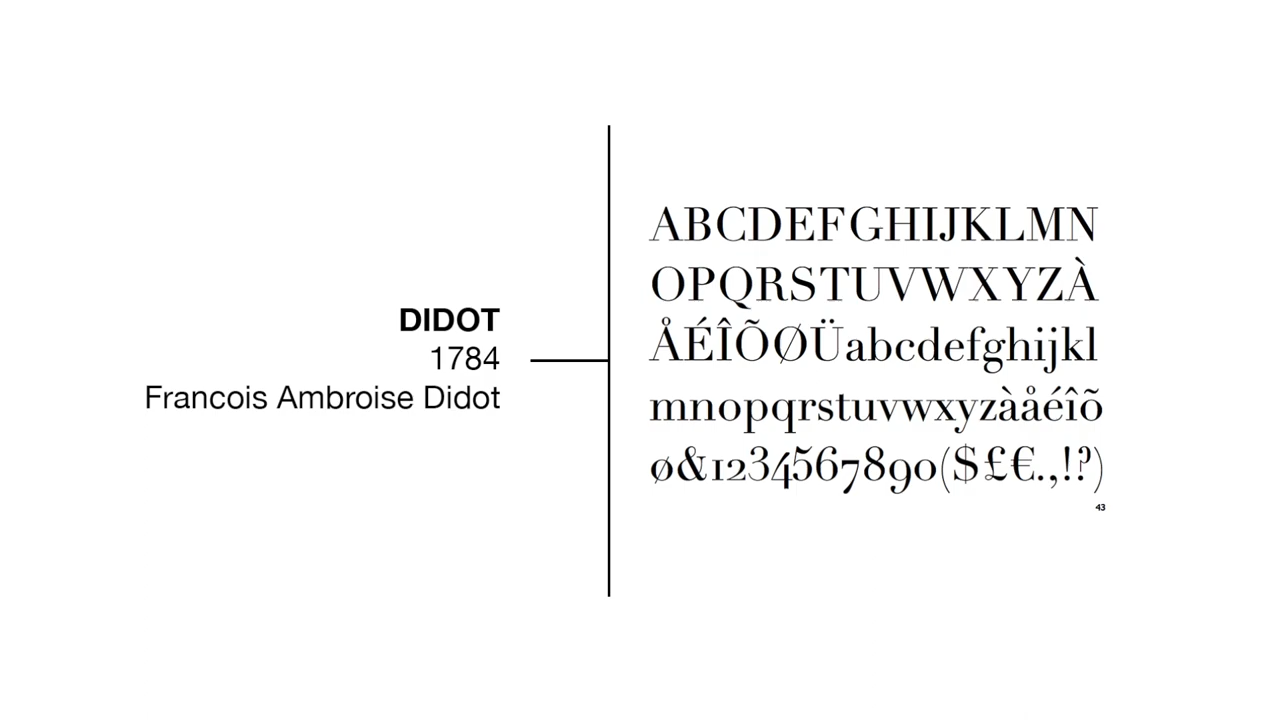 DIDOT
1784
Francois Ambroise Didot
ABCDEFGHIJKLMN
OPQRSTUVWXYZÀ
ÅÉÎÕØÜabcdefghijkl
mnopqrstuvwxyzàåéîõ
ø&1234567890($£€.,!?)
43